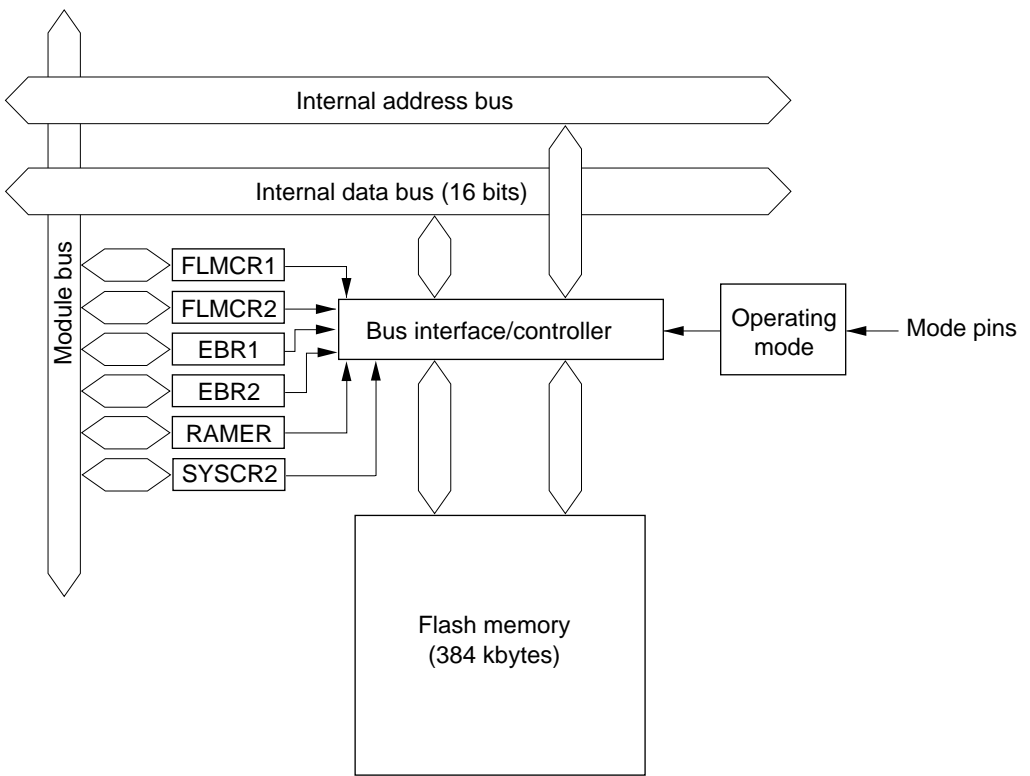 Internal address bus
Internal data bus (16 bits)
Module bus
FLMCR1
FLMCR2
EBR1
EBR2
RAMER
SYSCR2
Bus interface/controller
Operating
mode
Mode pins
Flash memory
(384 kbytes)